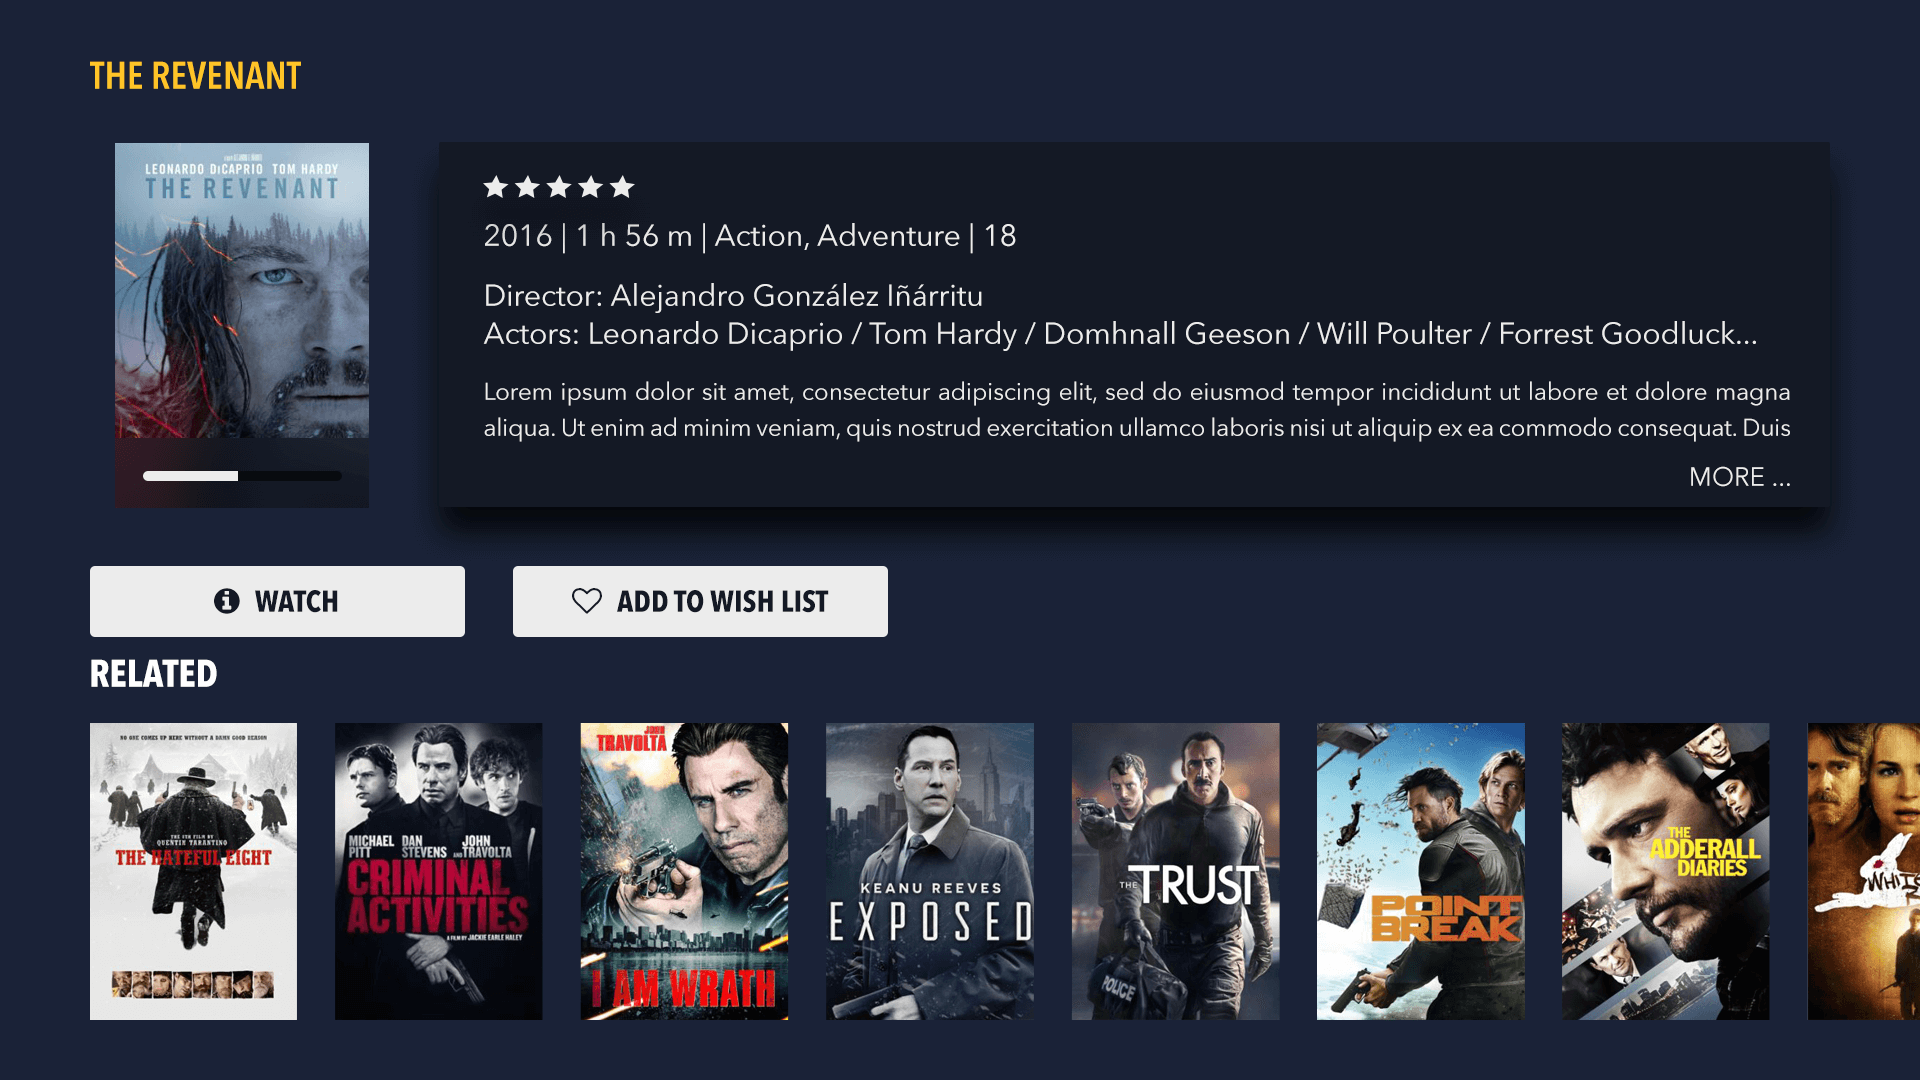 THE REVENANT
LEONARDO DiCAPRIO TOM HARDY
THE REVENANT
2016 | 1 h 56 m | Action, Adventure | 18
Director: Alejandro González Iñárritu
Actors: Leonardo Dicaprio / Tom Hardy / Domhnall Geeson / Will Poulter / Forrest Goodluck...
Lorem ipsum dolor sit amet, consectetur adipiscing elit, sed do eiusmod tempor incididunt ut labore et dolore magna
aliqua. Ut enim ad minim veniam, quis nostrud exercitation ullamco laboris nisi ut aliquip ex ea commodo consequat. Duis
MORE ...
WATCH
ADD TO WISH LIST
RELATED
NO ONE COMES UP HERE WITHOUT A DAMN GOOD REASON
THE 8TH FILM BY
QUENTIN TARANTINO
THE HATEFUL EIGHT
MICHAEL PITT
DAN STEVENS
AND JOHN TRAVOLTA
CRIMINAL
ACTIVITIES
A FILM BY JACKIE EARLE HALEY
JOHN
TRAVOLTA
I AM WRATH
KEANU REEVES
EXPOSED
THE TRUST
POLICE
POINT
BREAK
THE
ADDERALL
DIARIES
WHIS